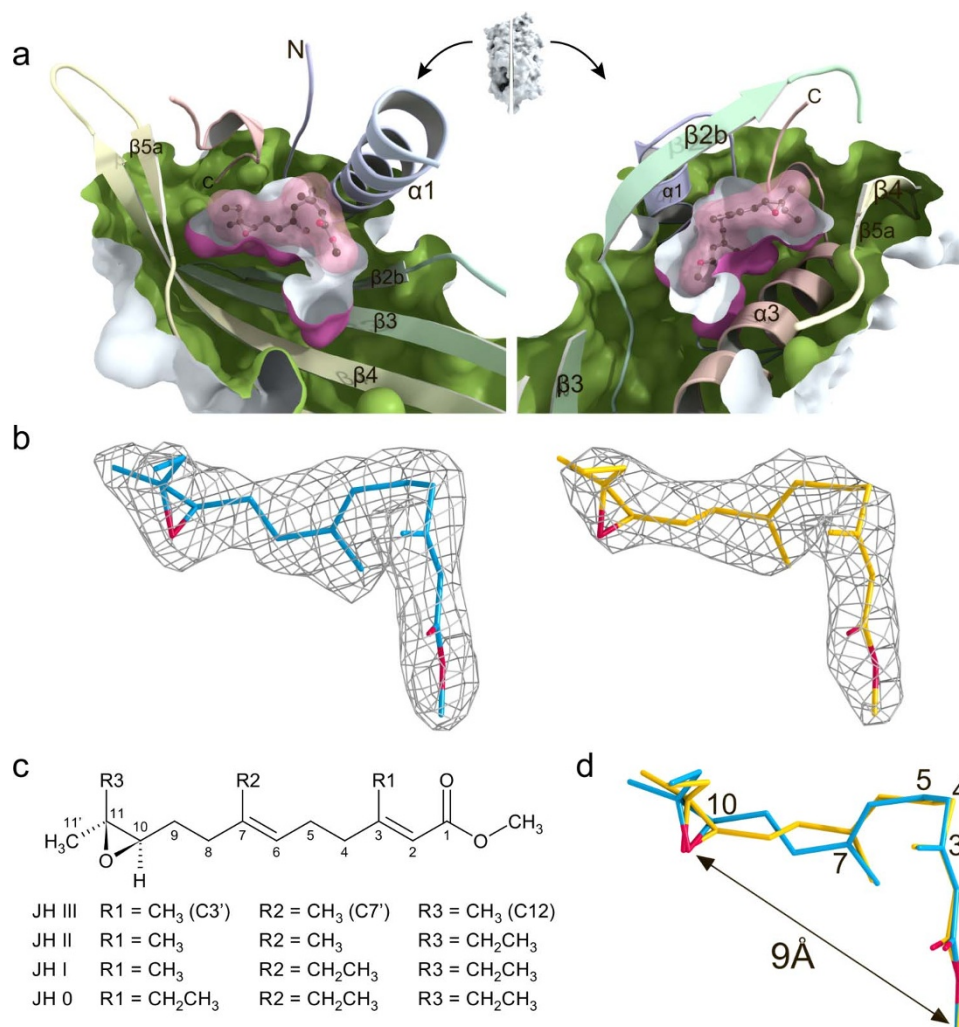 a
N
β5a
C
α1
β2b
β3
β4
β2b
C
α1
β4
β5a
α3
β3
b
c
d
R3
R2
R1
O
11'
11
10
9
8
7
6
5
4
3
2
1
H₃C
O
H
O
CH₃
JH III R1 = CH₃ (C3’) R2 = CH₃ (C7’) R3 = CH₃ (C12)
JH II R1 = CH₃ R2 = CH₃ R3 = CH₂CH₃
JH I R1 = CH₃ R2 = CH₂CH₃ R3 = CH₂CH₃
JH 0 R1 = CH₂CH₃ R2 = CH₂CH₃ R3 = CH₂CH₃
10
5
4
7
3
9Å